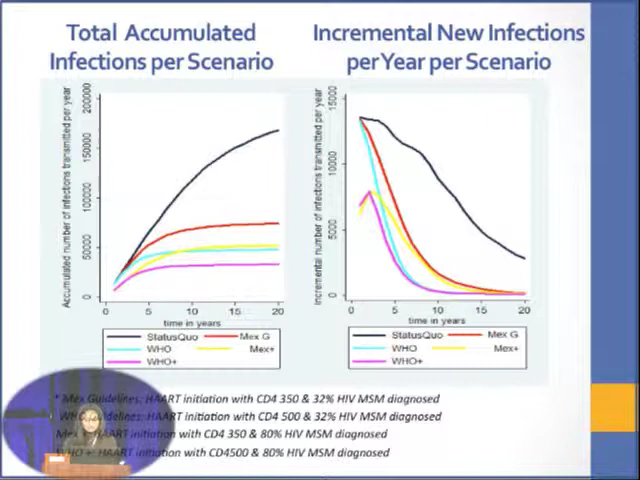 Total Accumulated
Infections per Scenario
Incremental New Infections
per Year per Scenario
Accumulated number of infections transmitted per year
200000
150000
100000
50000
0
0 5 10 15 20
time in years
StatusQuo Mex G
WHO Mex+
WHO+
Incremental number of infections transmitted per year
15000
10000
5000
0
0 5 10 15 20
time in years
StatusQuo Mex G
WHO Mex+
WHO+
* Mex Guidelines: HAART initiation with CD4 350 & 32% HIV MSM diagnosed
WHO Guidelines: HAART initiation with CD4 500 & 32% HIV MSM diagnosed
Mex HAART initiation with CD4 350 & 80% HIV MSM diagnosed
WHO +: HAART initiation with CD4500 & 80% HIV MSM diagnosed